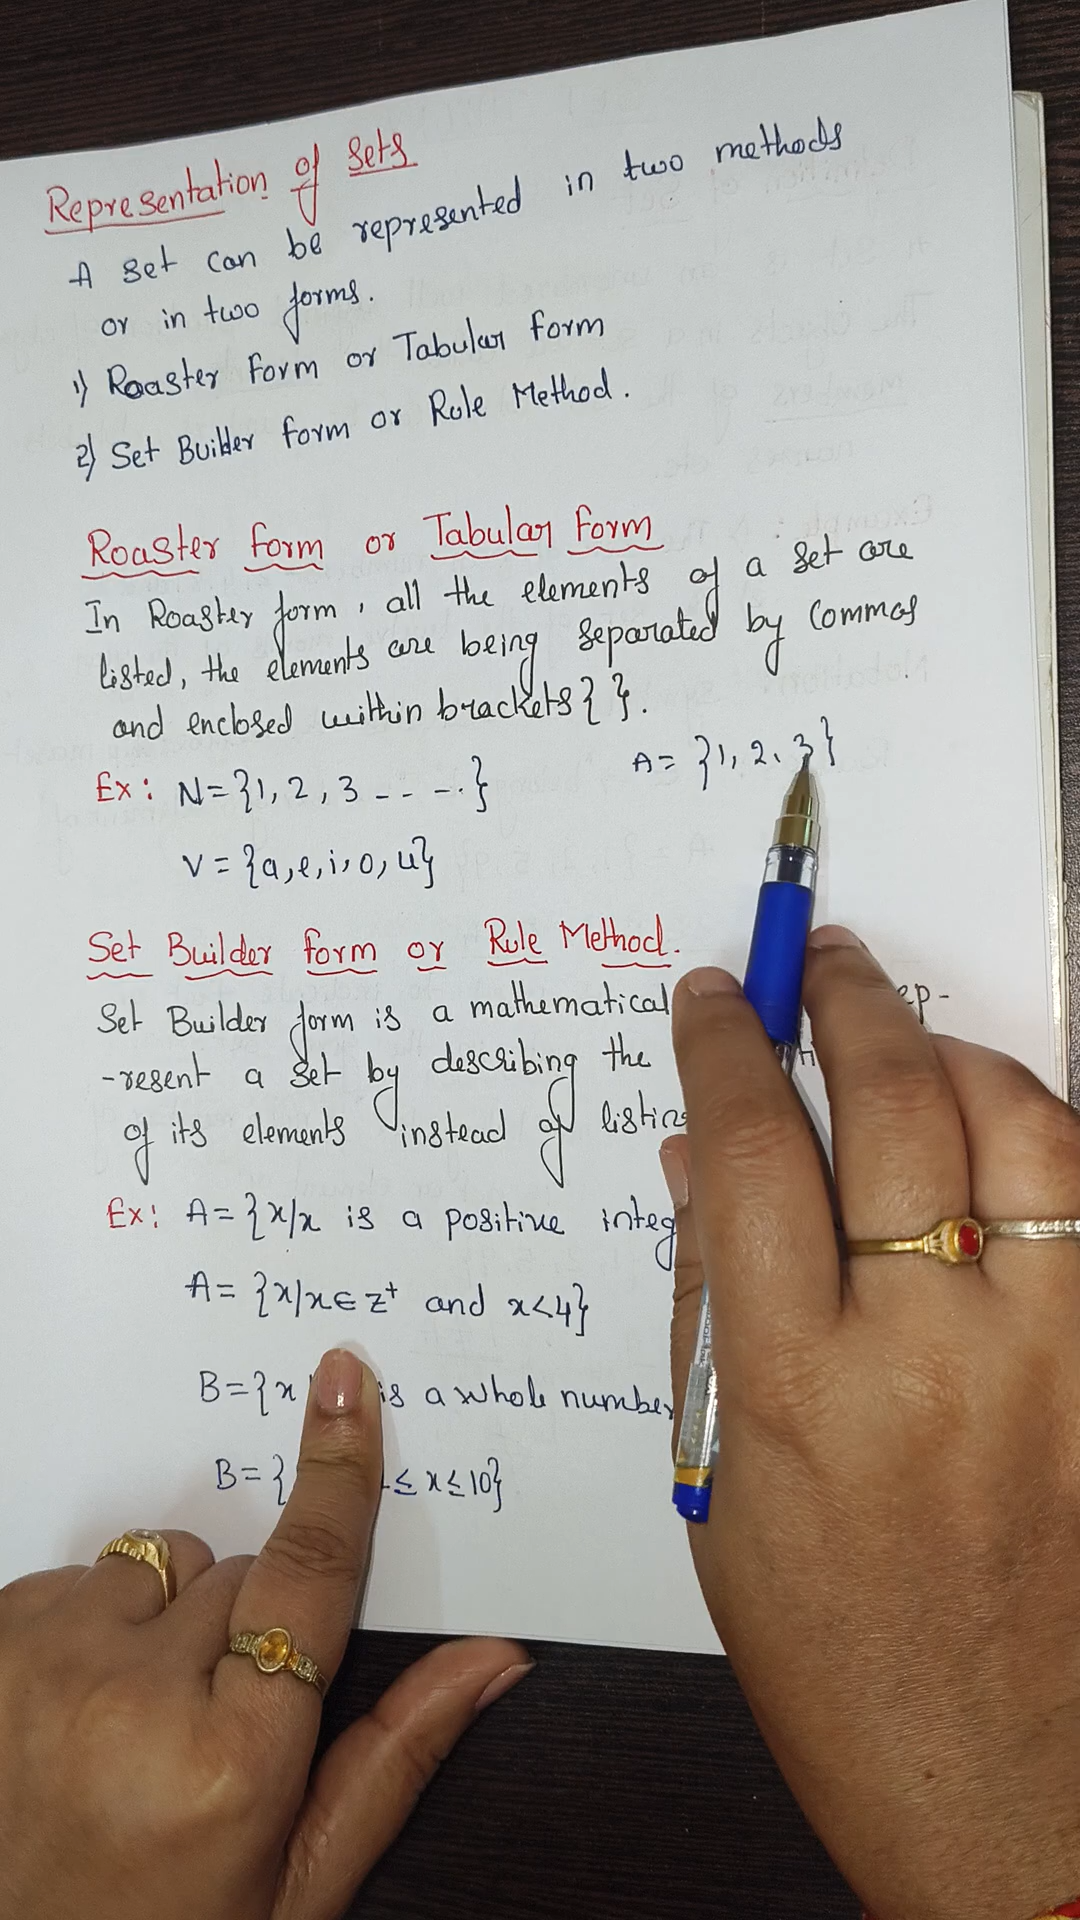 Representation of Sets
A Set can be represented in two methods
or in two forms.
1) Roaster Form or Tabular form
2) Set Builder form or Rule Method.
Roaster form or Tabular form
In Roaster form, all the elements of a set are
listed, the elements are being separated by commas
and enclosed within brackets { }.
Ex: N={1, 2, 3 - - - .} A= {1, 2, 3}
V = {a, e, i, o, u}
Set Builder form or Rule Method.
Set Builder form is a mathematical
-resent a set by describing the
of its elements instead of
Ex: A= {x/x is a positive
A= {x/x ∈ Z⁺ and x<4}
B={x is a whole number
B={ ≤ x ≤ 10}